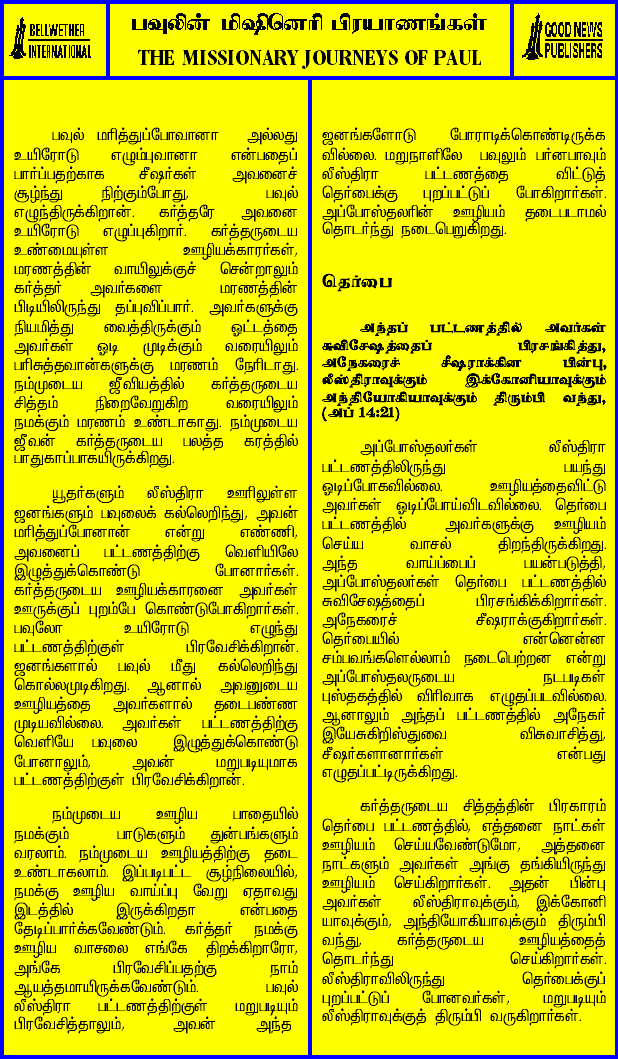 BELLWETHER
INTERNATIONAL
பவுலின் மிஷினெரி பிரயாணங்கள்
THE MISSIONARY JOURNEYS OF PAUL
GOOD NEWS
PUBLISHERS
பவுல் மரித்துப்போவானா அல்லது
உயிரோடு எழும்புவானா என்பதைப்
பார்ப்பதற்காக சீஷர்கள் அவனைச்
சூழ்ந்து நிற்கும்போது, பவுல்
எழுந்திருக்கிறான். கர்த்தரே அவனை
உயிரோடு எழுப்புகிறார். கர்த்தருடைய
உண்மையுள்ள ஊழியக்காரர்கள்,
மரணத்தின் வாயிலுக்குச் சென்றாலும்
கர்த்தர் அவர்களை மரணத்தின்
பிடியிலிருந்து தப்புவிப்பார். அவர்களுக்கு
நியமித்து வைத்திருக்கும் ஓட்டத்தை
அவர்கள் ஓடி முடிக்கும் வரையிலும்
பரிசுத்தவான்களுக்கு மரணம் நேரிடாது.
நம்முடைய ஜீவியத்தில் கர்த்தருடைய
சித்தம் நிறைவேறுகிற வரையிலும்
நமக்கும் மரணம் உண்டாகாது. நம்முடைய
ஜீவன் கர்த்தருடைய பலத்த கரத்தில்
பாதுகாப்பாகயிருக்கிறது.
யூதர்களும் லீஸ்திரா ஊரிலுள்ள
ஜனங்களும் பவுலைக் கல்லெறிந்து, அவன்
மரித்துப்போனான் என்று எண்ணி,
அவனைப் பட்டணத்திற்கு வெளியிலே
இழுத்துக்கொண்டு போனார்கள்.
கர்த்தருடைய ஊழியக்காரனை அவர்கள்
ஊருக்குப் புறம்பே கொண்டுபோகிறார்கள்.
பவுலோ உயிரோடு எழுந்து
பட்டணத்திற்குள் பிரவேசிக்கிறான்.
ஜனங்களால் பவுல் மீது கல்லெறிந்து
கொல்லமுடிகிறது. ஆனால் அவனுடைய
ஊழியத்தை அவர்களால் தடைபண்ண
முடியவில்லை. அவர்கள் பட்டணத்திற்கு
வெளியே பவுலை இழுத்துக்கொண்டு
போனாலும், அவன் மறுபடியுமாக
பட்டணத்திற்குள் பிரவேசிக்கிறான்.
நம்முடைய ஊழிய பாதையில்
நமக்கும் பாடுகளும் துன்பங்களும்
வரலாம். நம்முடைய ஊழியத்திற்கு தடை
உண்டாகலாம். இப்படிபட்ட சூழ்நிலையில்,
நமக்கு ஊழிய வாய்ப்பு வேறு ஏதாவது
இடத்தில் இருக்கிறதா என்பதை
தேடிப்பார்க்கவேண்டும். கர்த்தர் நமக்கு
ஊழிய வாசலை எங்கே திறக்கிறாரோ,
அங்கே பிரவேசிப்பதற்கு நாம்
ஆயத்தமாயிருக்கவேண்டும். பவுல்
லீஸ்திரா பட்டணத்திற்குள் மறுபடியும்
பிரவேசித்தாலும், அவன் அந்த
ஜனங்களோடு போராடிக்கொண்டிருக்க
வில்லை. மறுநாளிலே பவுலும் பர்னபாவும்
லீஸ்திரா பட்டணத்தை விட்டுத்
தெர்பைக்கு புறப்பட்டுப் போகிறார்கள்.
அப்போஸ்தலரின் ஊழியம் தடைபடாமல்
தொடர்ந்து நடைபெறுகிறது.
தெர்பை
அந்தப் பட்டணத்தில் அவர்கள்
சுவிசேஷத்தைப் பிரசங்கித்து,
அநேகரைச் சீஷராக்கின பின்பு,
லீஸ்திராவுக்கும் இக்கோனியாவுக்கும்
அந்தியோகியாவுக்கும் திரும்பி வந்து,
(அப் 14:21)
அப்போஸ்தலர்கள் லீஸ்திரா
பட்டணத்திலிருந்து பயந்து
ஓடிப்போகவில்லை. ஊழியத்தைவிட்டு
அவர்கள் ஓடிப்போய்விடவில்லை. தெர்பை
பட்டணத்தில் அவர்களுக்கு ஊழியம்
செய்ய வாசல் திறந்திருக்கிறது.
அந்த வாய்ப்பைப் பயன்படுத்தி,
அப்போஸ்தலர்கள் தெர்பை பட்டணத்தில்
சுவிசேஷத்தைப் பிரசங்கிக்கிறார்கள்.
அநேகரைச் சீஷராக்குகிறார்கள்.
தெர்பையில் என்னென்ன
சம்பவங்களெல்லாம் நடைபெற்றன என்று
அப்போஸ்தலருடைய நடபடிகள்
புஸ்தகத்தில் விரிவாக எழுதப்படவில்லை.
ஆனாலும் அந்தப் பட்டணத்தில் அநேகர்
இயேசுகிறிஸ்துவை விசுவாசித்து,
சீஷர்களானார்கள் என்பது
எழுதப்பட்டிருக்கிறது.
கர்த்தருடைய சித்தத்தின் பிரகாரம்
தெர்பை பட்டணத்தில், எத்தனை நாட்கள்
ஊழியம் செய்யவேண்டுமோ, அத்தனை
நாட்களும் அவர்கள் அங்கு தங்கியிருந்து
ஊழியம் செய்கிறார்கள். அதன் பின்பு
அவர்கள் லீஸ்திராவுக்கும், இக்கோனி
யாவுக்கும், அந்தியோகியாவுக்கும் திரும்பி
வந்து, கர்த்தருடைய ஊழியத்தைத்
தொடர்ந்து செய்கிறார்கள்.
லீஸ்திராவிலிருந்து தெர்பைக்குப்
புறப்பட்டுப் போனவர்கள், மறுபடியும்
லீஸ்திராவுக்குத் திரும்பி வருகிறார்கள்.